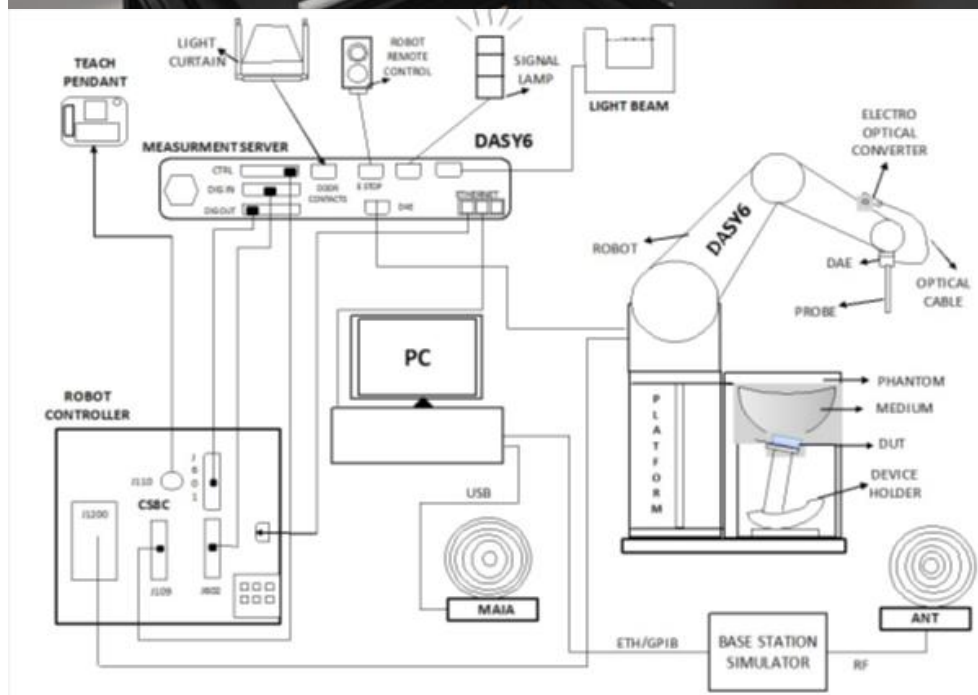 LIGHT
CURTAIN
ROBOT
REMOTE
CONTROL
SIGNAL
LAMP
LIGHT BEAM
TEACH
PENDANT
MEASURMENT SERVER
DASY6
CTRL
DIG IN
DIGOUT
DOOR
CONTACTS
E STOP
DAE
ETHERNET
ELECTRO
OPTICAL
CONVERTER
ROBOT
DASY6
DAE
OPTICAL
CABLE
PROBE
PC
ROBOT
CONTROLLER
PLATFORM
PHANTOM
MEDIUM
DUT
DEVICE
HOLDER
J110
J601
CS8C
J1200
J109
J602
USB
MAIA
ANT
ETH/GPIB
BASE STATION
SIMULATOR
RF